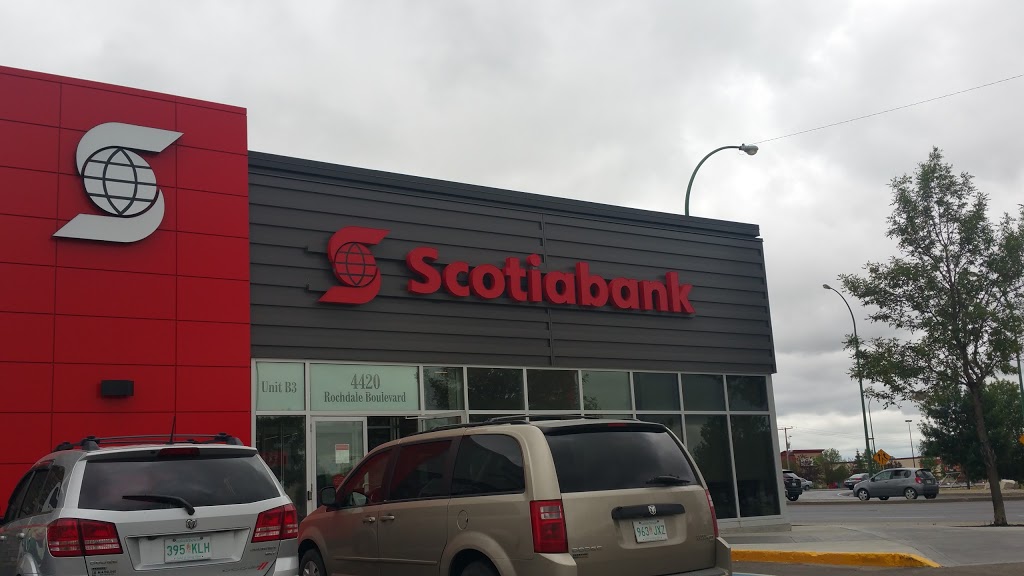 Scotiabank
Unit B3
4420
Rochdale Boulevard
395 KLH
963 JXZ